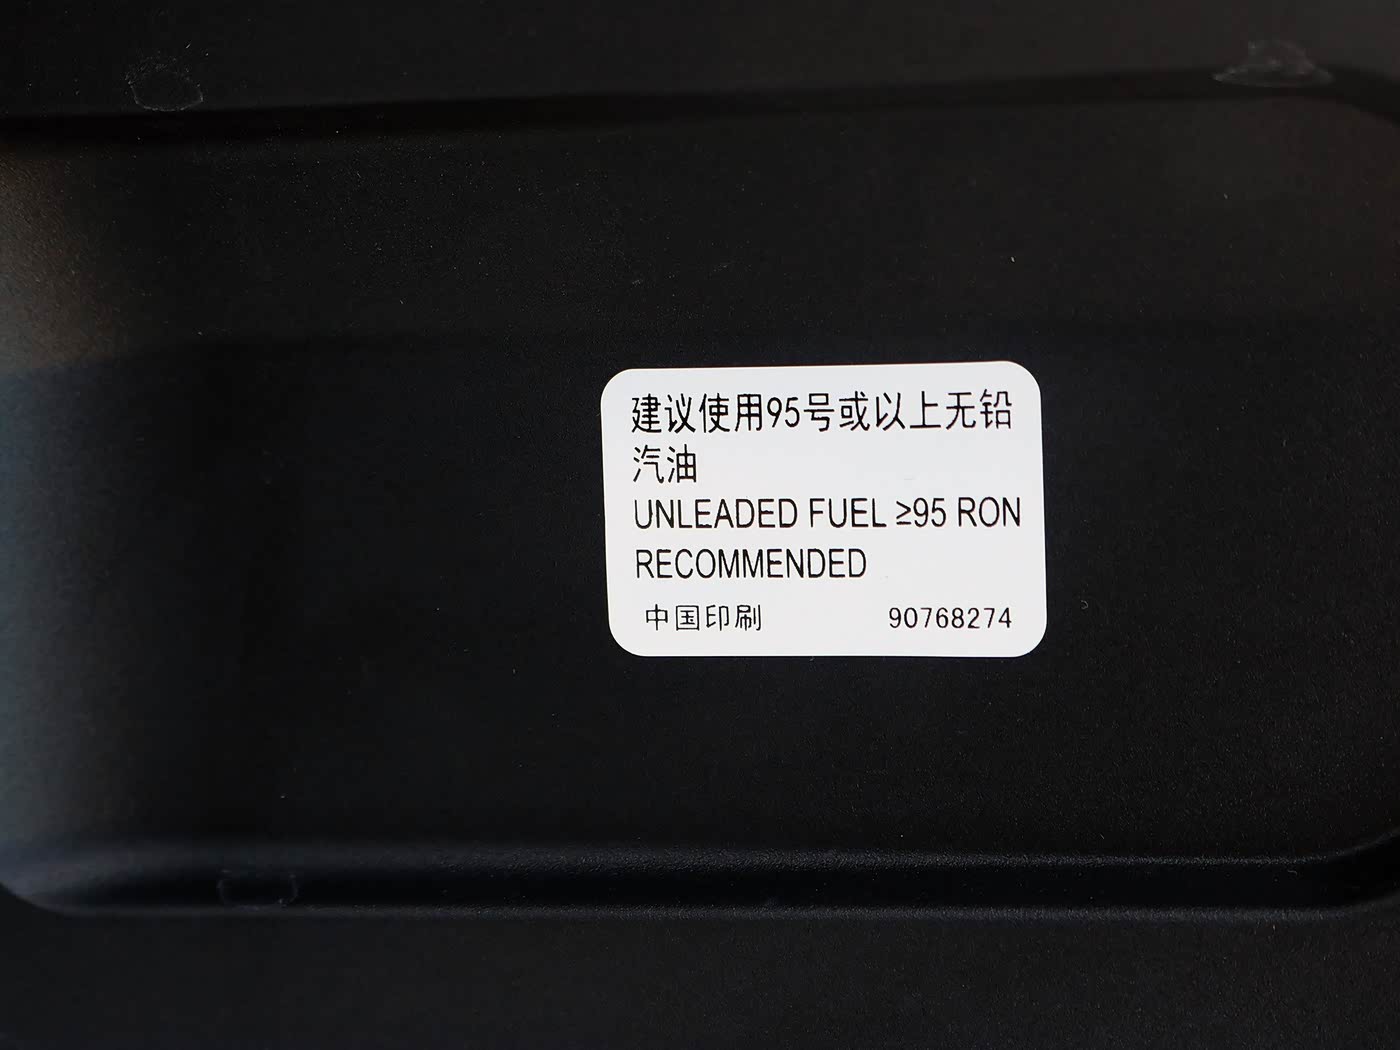 建议使用95号或以上无铅
汽油
UNLEADED FUEL ≥95 RON
RECOMMENDED
中国印刷 90768274